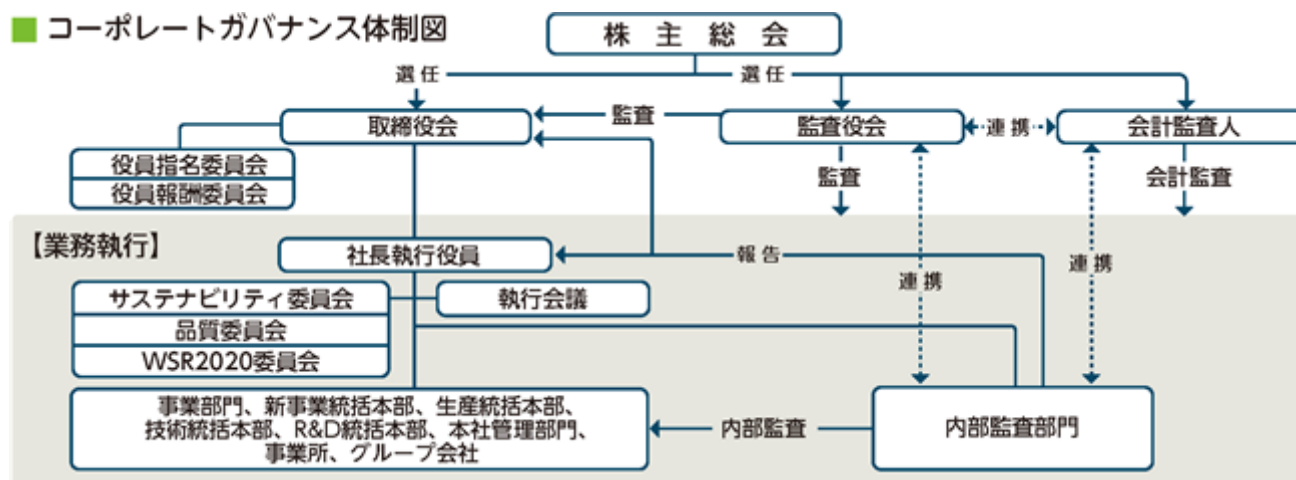 ■ コーポレートガバナンス体制図
株主総会
選任
選任
取締役会
監査
監査役会
連携
会計監査人
役員指名委員会
役員報酬委員会
監査
会計監査
【業務執行】
社長執行役員
報告
連携
連携
サステナビリティ委員会
執行会議
品質委員会
WSR2020委員会
事業部門、新事業統括本部、生産統括本部、
技術統括本部、R&D統括本部、本社管理部門、
事業所、グループ会社
内部監査
内部監査部門